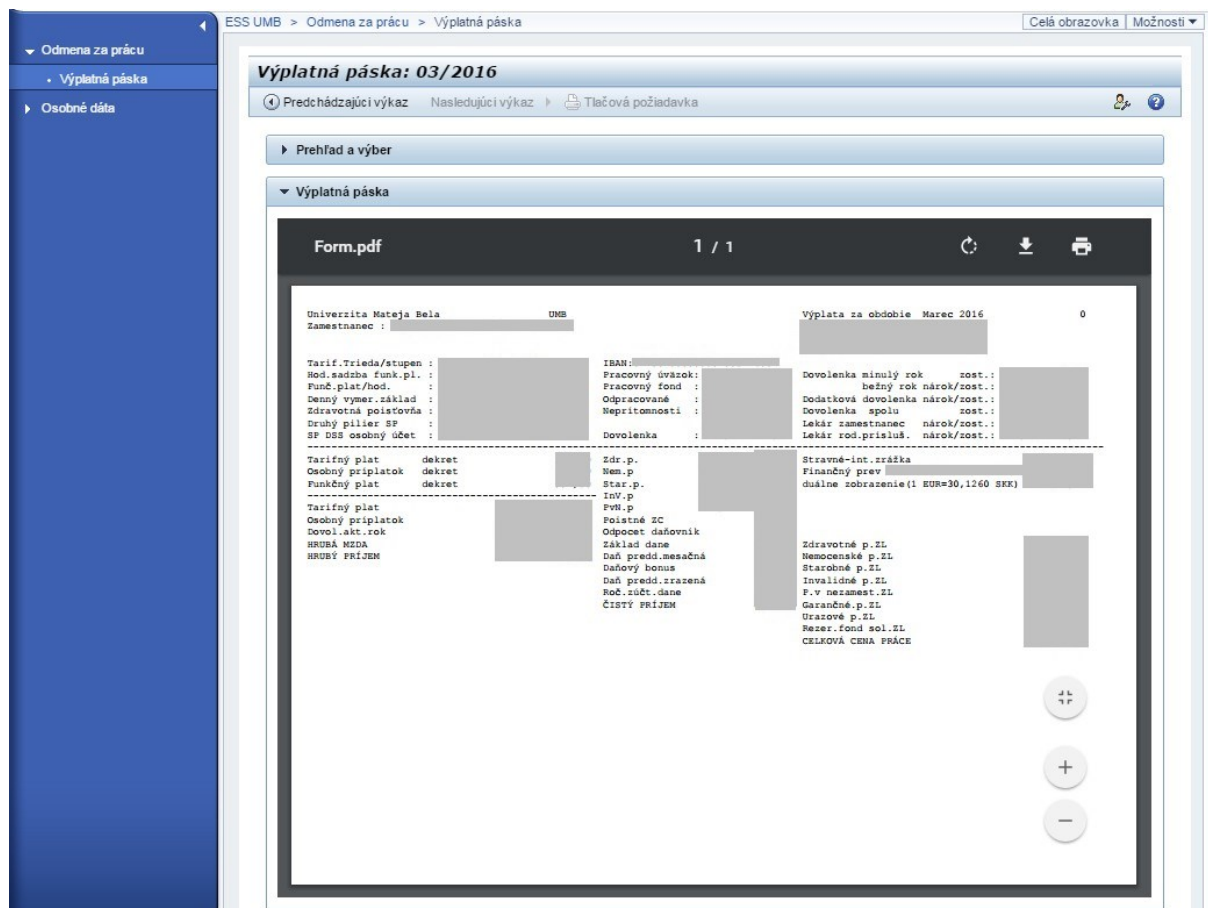 ESS UMB > Odmena za prácu > Výplatná páska
Celá obrazovka | Možnosti
Odmena za prácu
Výplatná páska
Osobné dáta
Výplatná páska: 03/2016
Predchádzajúci výkaz Nasledujúci výkaz Tlačová požiadavka
Prehľad a výber
Výplatná páska
Form.pdf 1 / 1
Univerzita Mateja Bela UMB Výplata za obdobie Marec 2016 0
Zamestnanec :
Tarif.Trieda/stupen : IBAN:
Hod.sadzba funk.pl. : Pracovný úväzok: Dovolenka minulý rok zost.:
Funč.plat/hod. : Pracovný fond : bežný rok nárok/zost.:
Denný vymer.základ : Odpracované : Dodatková dovolenka nárok/zost.:
Zdravotná poisťovňa : Neprítomnosti : Dovolenka spolu zost.:
Druhý pilier SP : Lekár zamestnanec nárok/zost.:
SP DSS osobný účet : Dovolenka : Lekár rod.prísluš. nárok/zost.:
Tarifný plat dekret Zdr.p. Stravné-int.zrážka
Osobný príplatok dekret Nem.p Finančný prev
Funkčný plat dekret Star.p. duálne zobrazenie(1 EUR=30,1260 SKK)
InV.p
Tarifný plat PvN.p
Osobný príplatok Poistné ZC
Dovol.akt.rok Odpocet daňovník
HRUBÁ MZDA Základ dane Zdravotné p.ZL
HRUBÝ PRÍJEM Daň predd.mesačná Nemocenské p.ZL
Daňový bonus Starobné p.ZL
Daň predd.zrazená Invalidné p.ZL
Roč.zúčt.dane P.v nezamest.ZL
ČISTÝ PRÍJEM Garančné.p.ZL
Urazové p.ZL
Rezer.fond sol.ZL
CELKOVÁ CENA PRÁCE